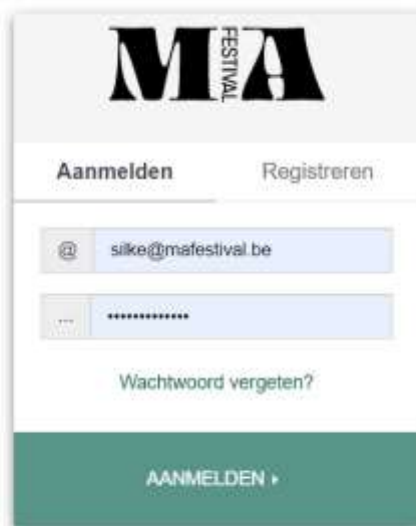 MA FESTIVAL
Aanmelden Registreren
@ silke@mafestival.be
... •••••••••••••
Wachtwoord vergeten?
AANMELDEN ▸